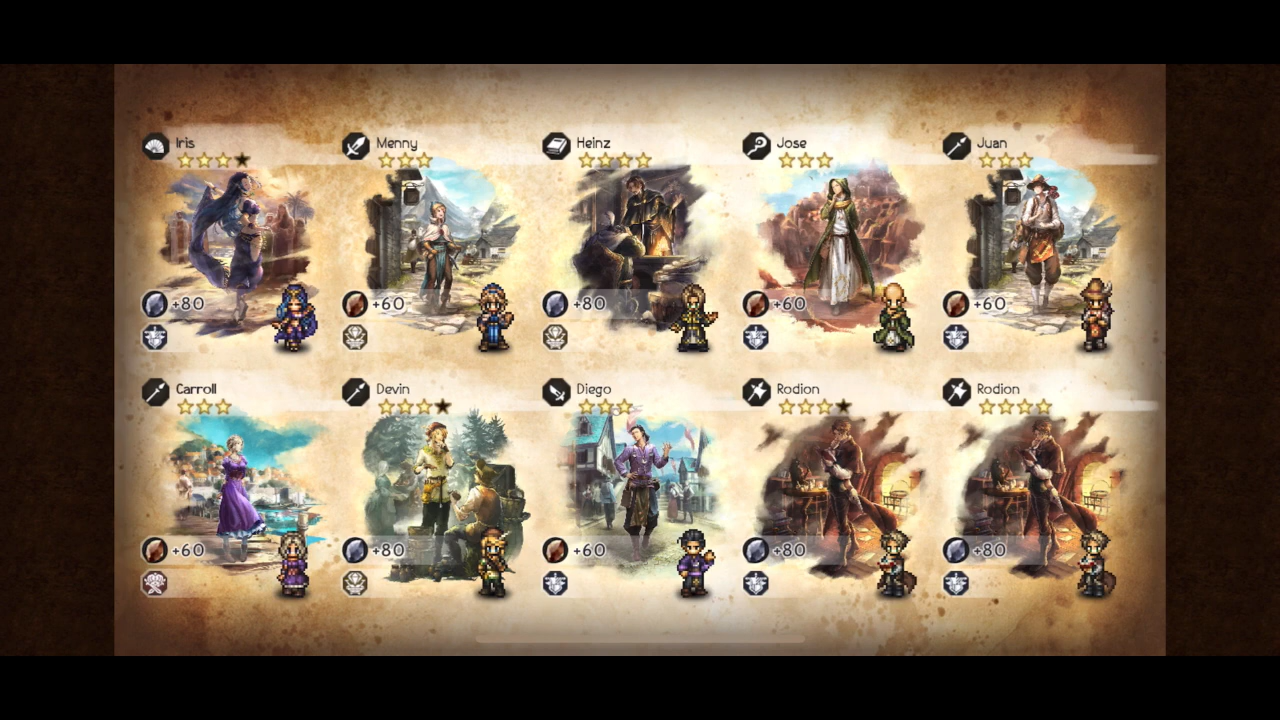 Iris
Menny
Heinz
Jose
Juan
+80
+60
+80
+60
+60
Carroll
Devin
Diego
Rodion
Rodion
+60
+80
+60
+80
+80